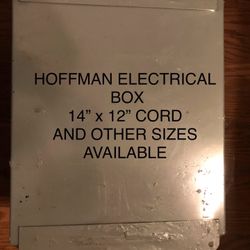 HOFFMAN ELECTRICAL
BOX
14” x 12” CORD
AND OTHER SIZES
AVAILABLE